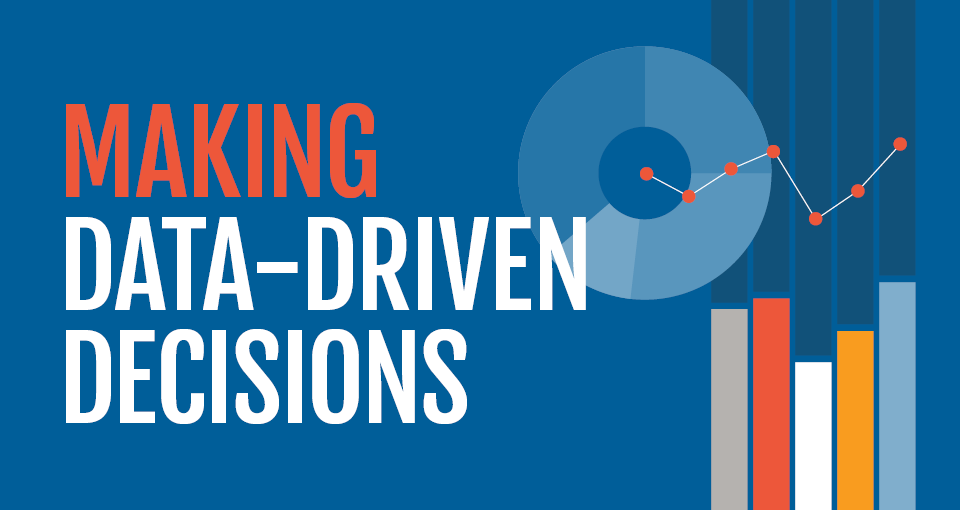 MAKING
DATA-DRIVEN
DECISIONS